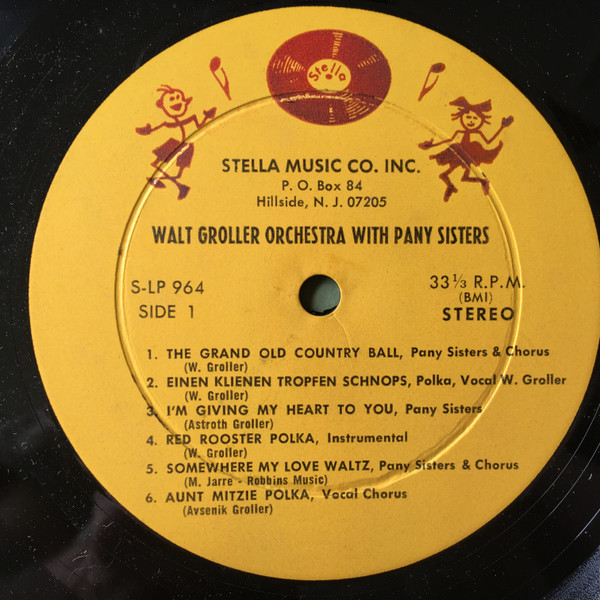 Stella
STELLA MUSIC CO. INC.
P. O. Box 84
Hillside, N. J. 07205
WALT GROLLER ORCHESTRA WITH PANY SISTERS
S-LP 964
33 1/3 R.P.M.
(BMI)
SIDE 1
STEREO
1. THE GRAND OLD COUNTRY BALL, Pany Sisters & Chorus
(W. Groller)
2. EINEN KLIENEN TROPFEN SCHNOPS, Polka, Vocal W. Groller
(W. Groller)
3. I'M GIVING MY HEART TO YOU, Pany Sisters
(Astroth Groller)
4. RED ROOSTER POLKA, Instrumental
(W. Groller)
5. SOMEWHERE MY LOVE WALTZ, Pany Sisters & Chorus
(M. Jarre - Robbins Music)
6. AUNT MITZIE POLKA, Vocal Chorus
(Avsenik Groller)